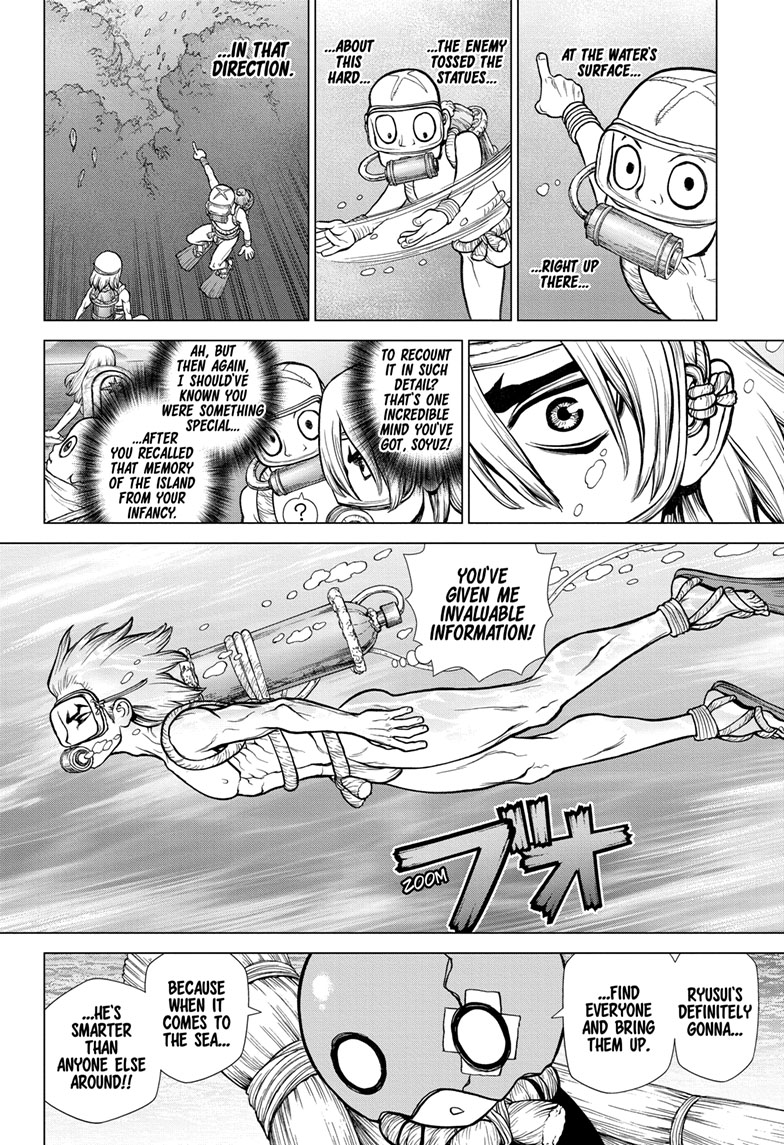 AT THE WATER'S
SURFACE...
...RIGHT UP
THERE...
...THE ENEMY
TOSSED THE
STATUES...
...ABOUT
THIS
HARD...
...IN THAT
DIRECTION.
TO RECOUNT
IT IN SUCH
DETAIL?
THAT'S ONE
INCREDIBLE
MIND YOU'VE
GOT, SOYUZ!
?
AH, BUT
THEN AGAIN,
I SHOULD'VE
KNOWN YOU
WERE SOMETHING
SPECIAL...
...AFTER
YOU RECALLED
THAT MEMORY
OF THE ISLAND
FROM YOUR
INFANCY.
YOU'VE
GIVEN ME
INVALUABLE
INFORMATION!
ブオ
ZOOM
RYUSUI'S
DEFINITELY
GONNA...
...FIND
EVERYONE
AND BRING
THEM UP.
BECAUSE
WHEN IT
COMES TO
THE SEA...
...HE'S
SMARTER
THAN
ANYONE ELSE
AROUND!!